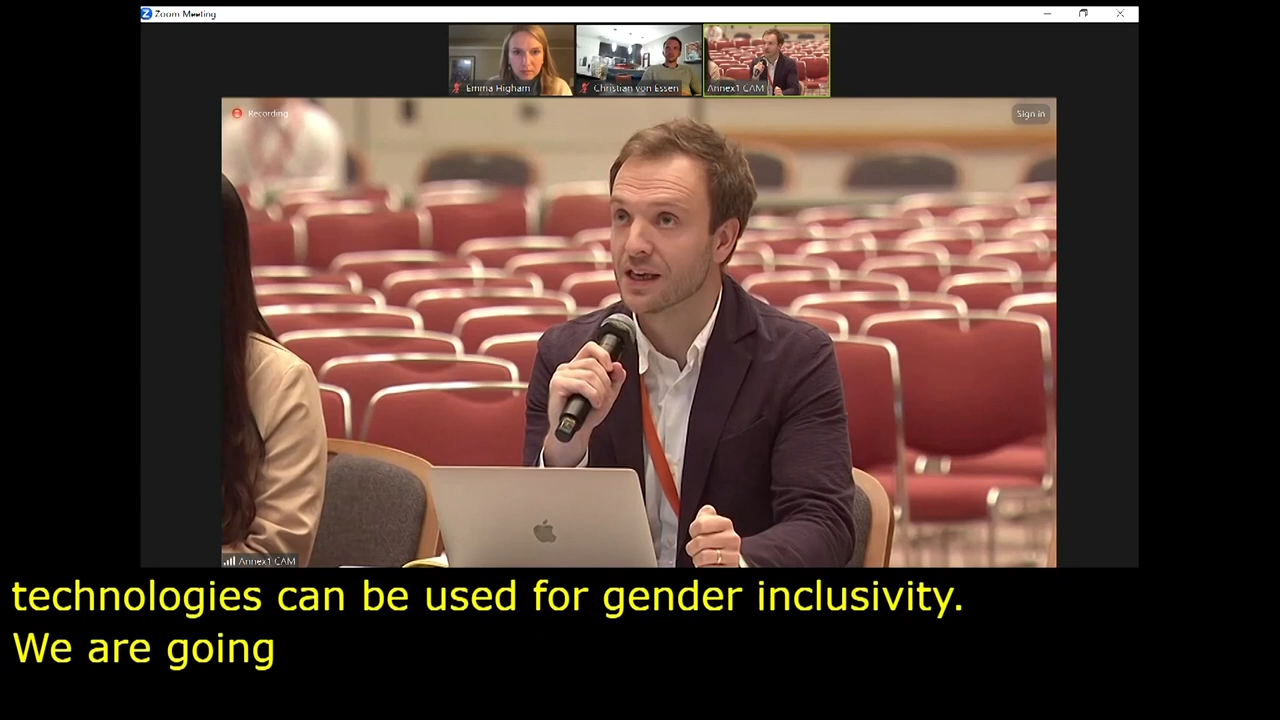 Zoom Meeting
Emma Higham
Christian von Essen
Annex1 CAM
Recording
Sign in
Annex1 CAM
technologies can be used for gender inclusivity.
We are going